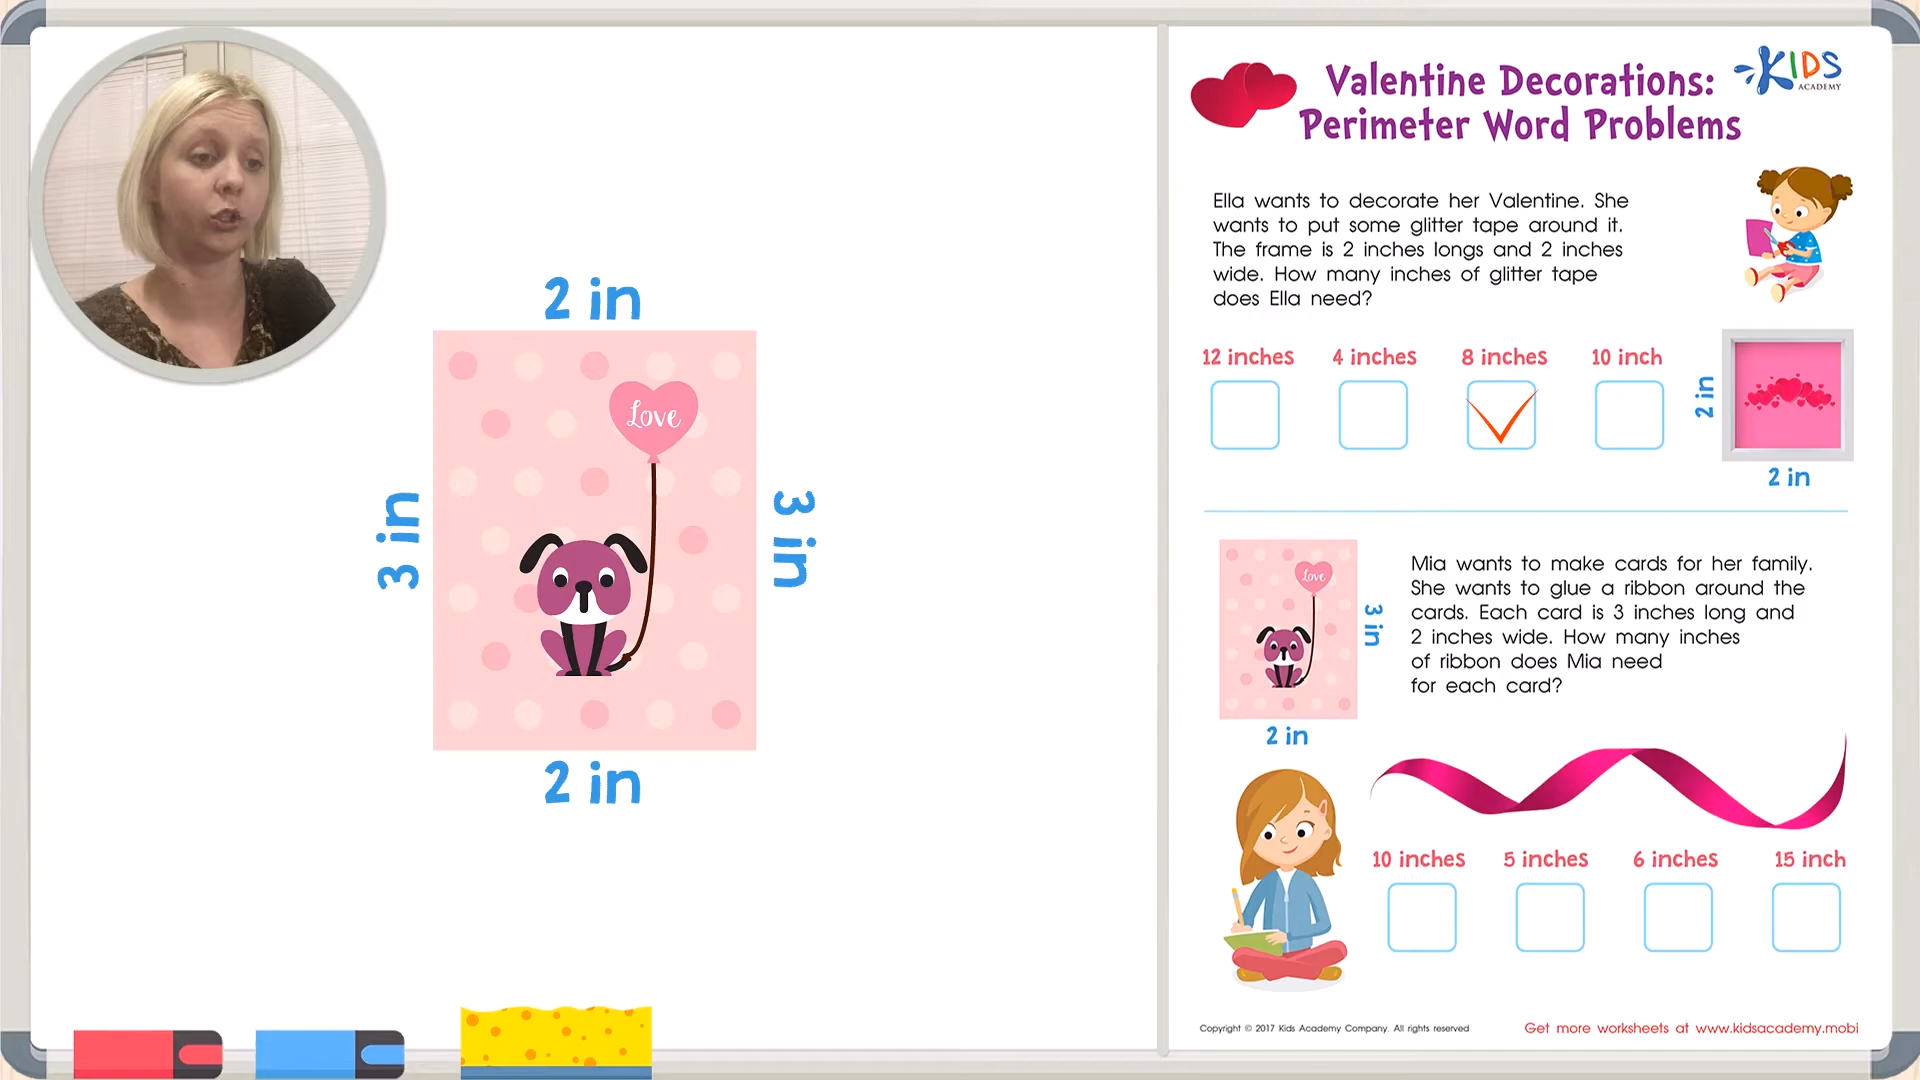 2 in
3 in
Love
3 in
2 in
Valentine Decorations:
Perimeter Word Problems
KIDS
ACADEMY
Ella wants to decorate her Valentine. She
wants to put some glitter tape around it.
The frame is 2 inches longs and 2 inches
wide. How many inches of glitter tape
does Ella need?
12 inches 4 inches 8 inches 10 inch
2 in
2 in
Love
3 in
2 in
Mia wants to make cards for her family.
She wants to glue a ribbon around the
cards. Each card is 3 inches long and
2 inches wide. How many inches
of ribbon does Mia need
for each card?
10 inches 5 inches 6 inches 15 inch
Copyright © 2017 Kids Academy Company. All rights reserved
Get more worksheets at www.kidsacademy.mobi